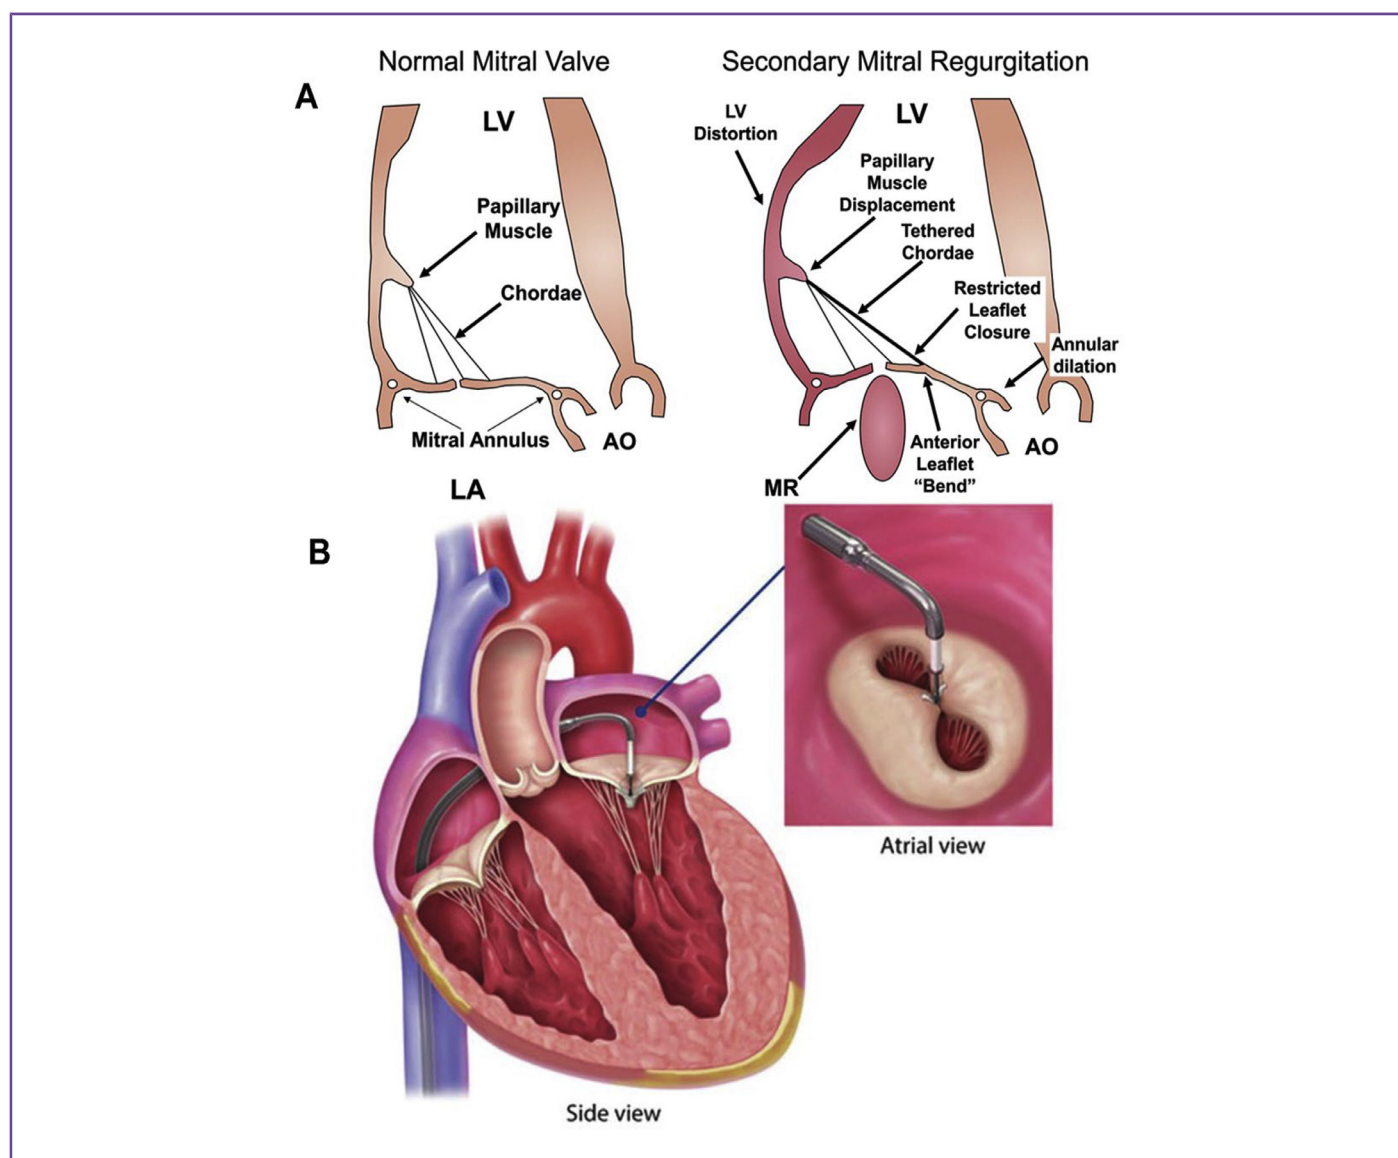 Normal Mitral Valve
Secondary Mitral Regurgitation
A
LV
Papillary
Muscle
Chordae
Mitral Annulus
AO
LA
LV
Distortion
LV
Papillary
Muscle
Displacement
Tethered
Chordae
Restricted
Leaflet
Closure
Annular
dilation
Anterior
Leaflet
“Bend”
AO
MR
B
Atrial view
Side view